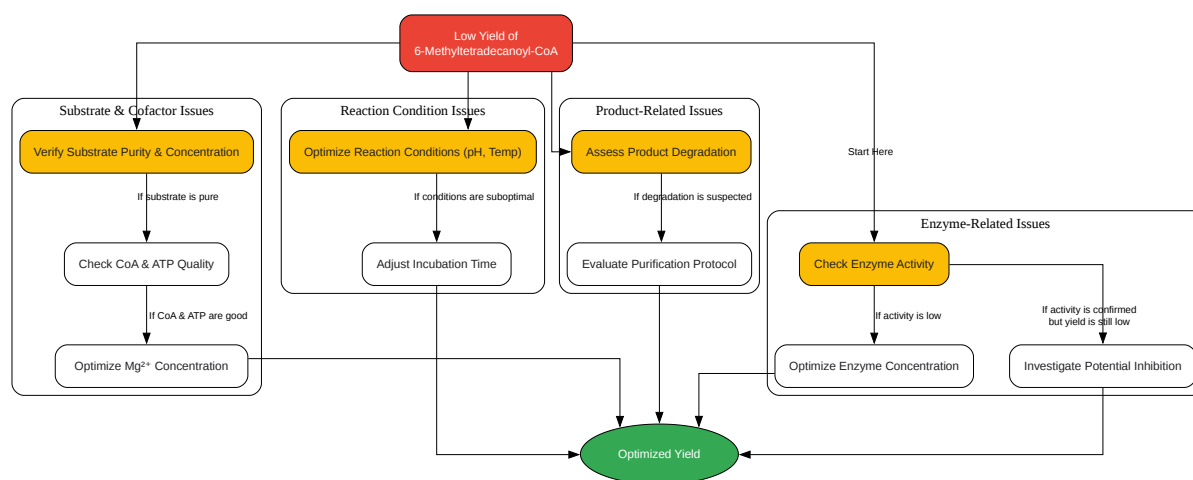 Low Yield of
6-Methyltetradecanoyl-CoA
Substrate & Cofactor Issues
Reaction Condition Issues
Product-Related Issues
Verify Substrate Purity & Concentration
Optimize Reaction Conditions (pH, Temp)
Assess Product Degradation
Start Here
If substrate is pure
If conditions are suboptimal
If degradation is suspected
Enzyme-Related Issues
Check CoA & ATP Quality
Adjust Incubation Time
Evaluate Purification Protocol
Check Enzyme Activity
If CoA & ATP are good
If activity is low
If activity is confirmed
but yield is still low
Optimize Mg²⁺ Concentration
Optimize Enzyme Concentration
Investigate Potential Inhibition
Optimized Yield